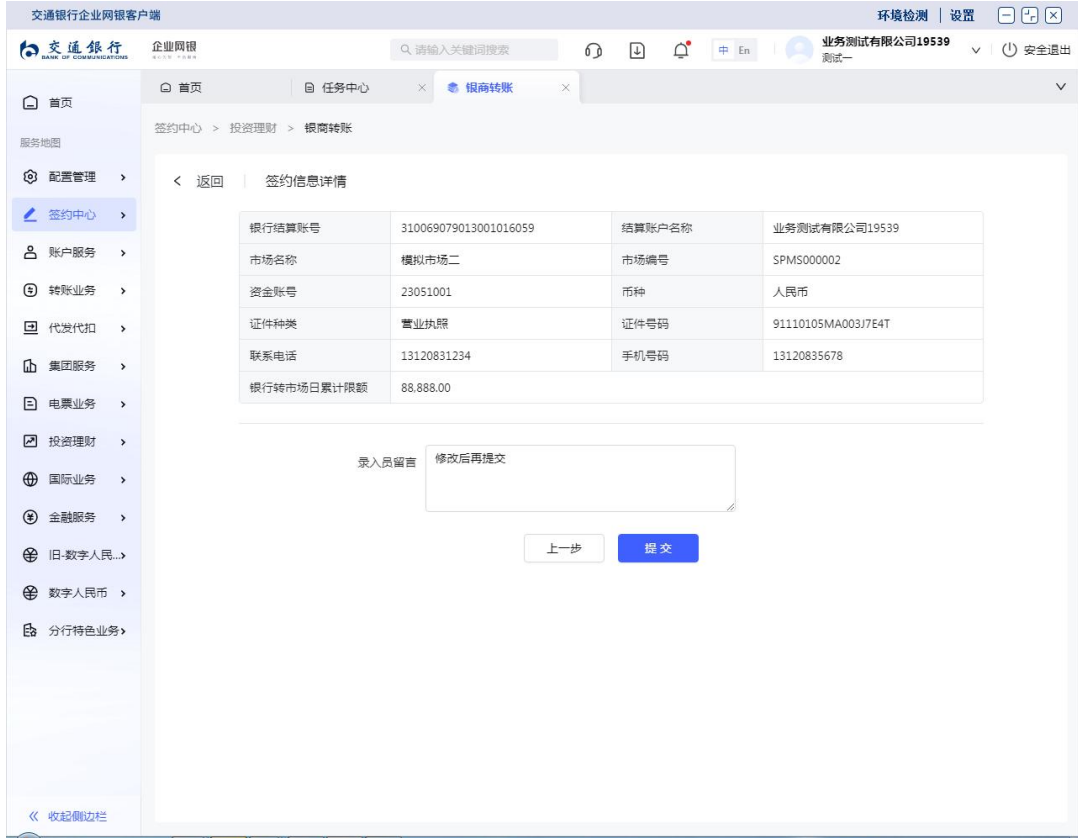 交通银行企业网银客户端 环境检测 设置
交通银行 企业网银 请输入关键词搜索 中 En 业务测试有限公司19539 安全退出
BANK OF COMMUNICATIONS 测试一
首页 首页 任务中心 × 银商转账 ×
服务地图 签约中心 > 投资理财 > 银商转账
配置管理
签约中心
账户服务
转账业务
代发代扣
集团服务
电票业务
投资理财
国际业务
金融服务
旧-数字人民...
数字人民币
分行特色业务
收起侧边栏
< 返回 签约信息详情
银行结算账号 310069079013001016059 结算账户名称 业务测试有限公司19539
市场名称 模拟市场二 市场编号 SPMS000002
资金账号 23051001 币种 人民币
证件种类 营业执照 证件号码 91110105MA003J7E4T
联系电话 13120831234 手机号码 13120835678
银行转市场日累计限额 88,888.00
录入员留言 修改后再提交
上一步 提交